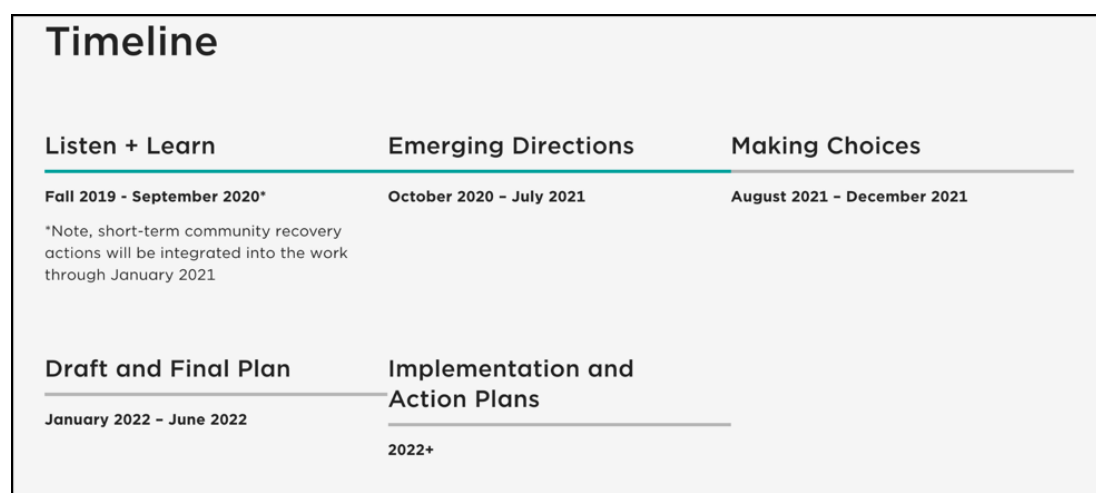 Timeline
Listen + Learn
Fall 2019 - September 2020*
*Note, short-term community recovery
actions will be integrated into the work
through January 2021
Emerging Directions
October 2020 – July 2021
Making Choices
August 2021 – December 2021
Draft and Final Plan
January 2022 – June 2022
Implementation and
Action Plans
2022+